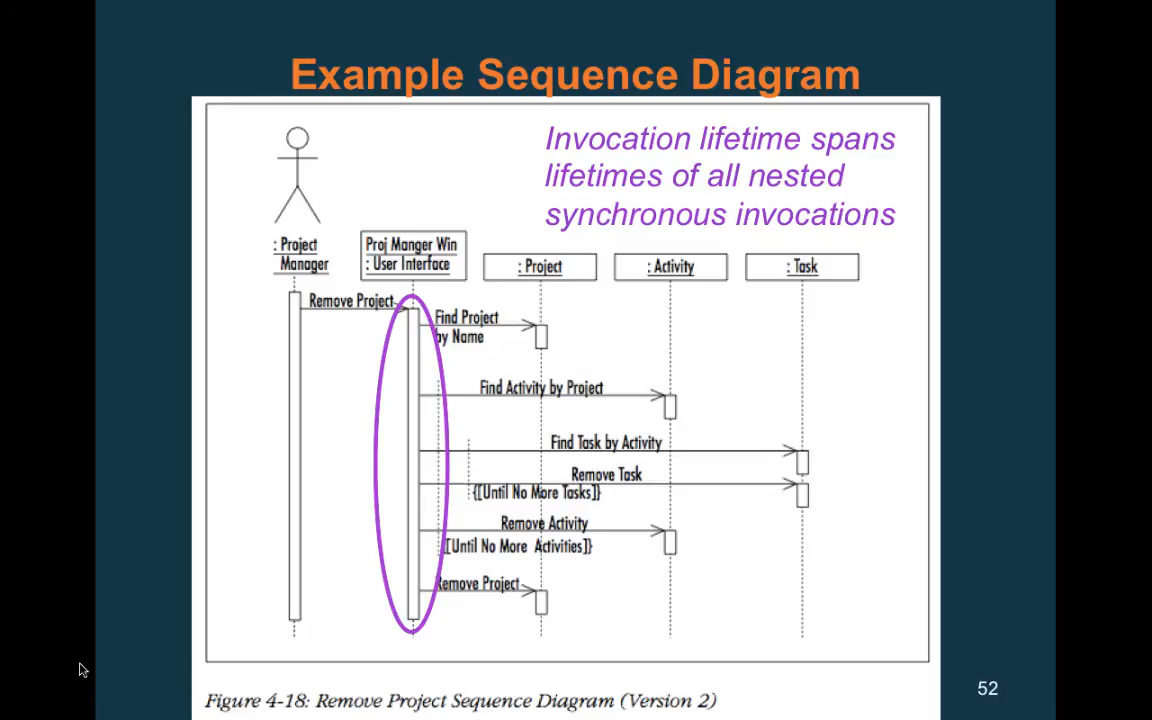 Example Sequence Diagram
Invocation lifetime spans
lifetimes of all nested
synchronous invocations
: Project
Manager
Proj Manger Win
: User Interface
: Project
: Activity
: Task
Remove Project
Find Project
by Name
Find Activity by Project
Find Task by Activity
Remove Task
{[Until No More Tasks]}
Remove Activity
{[Until No More Activities]}
Remove Project
Figure 4-18: Remove Project Sequence Diagram (Version 2)
52